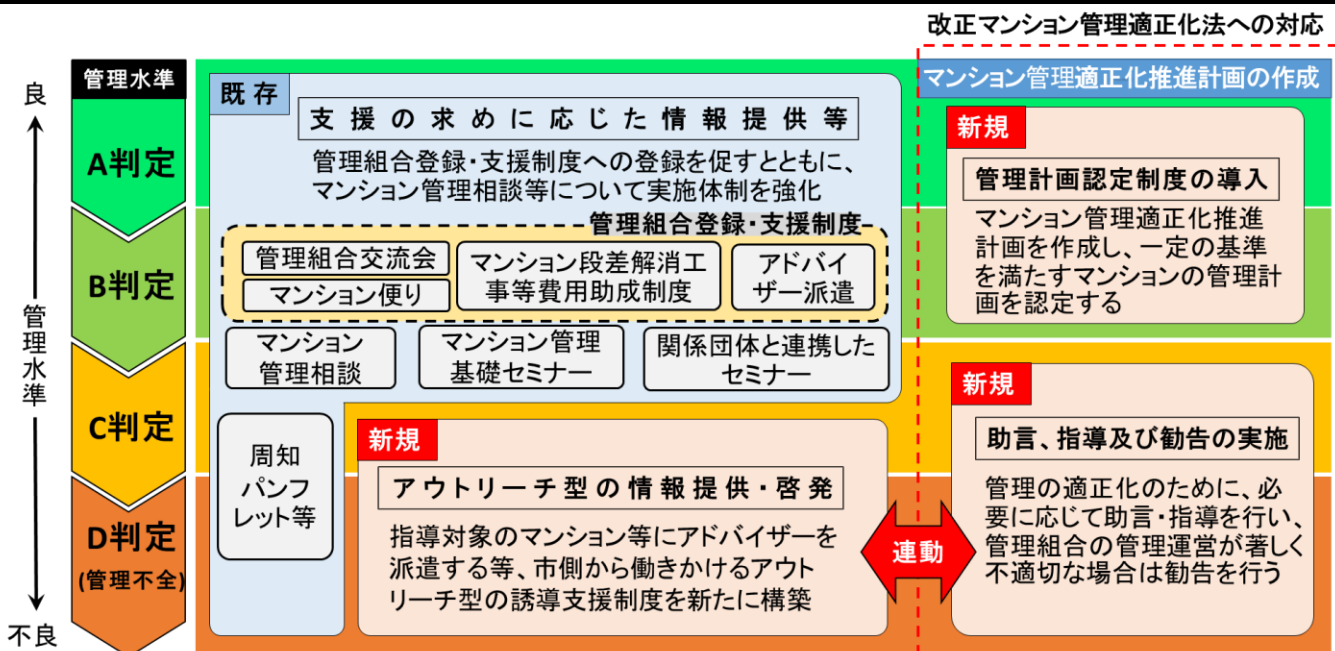 改正マンション管理適正化法への対応
管理水準
良
管理水準
不良
A判定
B判定
C判定
D判定
(管理不全)
既存
支援の求めに応じた情報提供等
管理組合登録・支援制度への登録を促すとともに、
マンション管理相談等について実施体制を強化
管理組合登録・支援制度
管理組合交流会
マンション便り
マンション段差解消工
事等費用助成制度
アドバイ
ザー派遣
マンション
管理相談
マンション管理
基礎セミナー
関係団体と連携した
セミナー
周知
パンフ
レット等
新規
アウトリーチ型の情報提供・啓発
指導対象のマンション等にアドバイザーを
派遣する等、市側から働きかけるアウト
リーチ型の誘導支援制度を新たに構築
連動
マンション管理適正化推進計画の作成
新規
管理計画認定制度の導入
マンション管理適正化推進
計画を作成し、一定の基準
を満たすマンションの管理計
画を認定する
新規
助言、指導及び勧告の実施
管理の適正化のために、必
要に応じて助言・指導を行い、
管理組合の管理運営が著しく
不適切な場合は勧告を行う